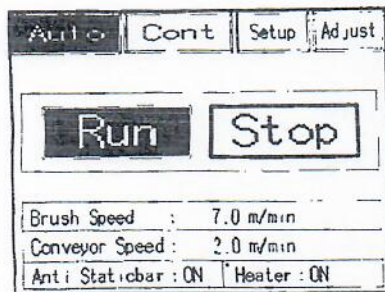 Auto Cont Setup Adjust
Run Stop
Brush Speed : 7.0 m/min
Conveyor Speed : 2.0 m/min
Anti Staticbar : ON Heater : ON